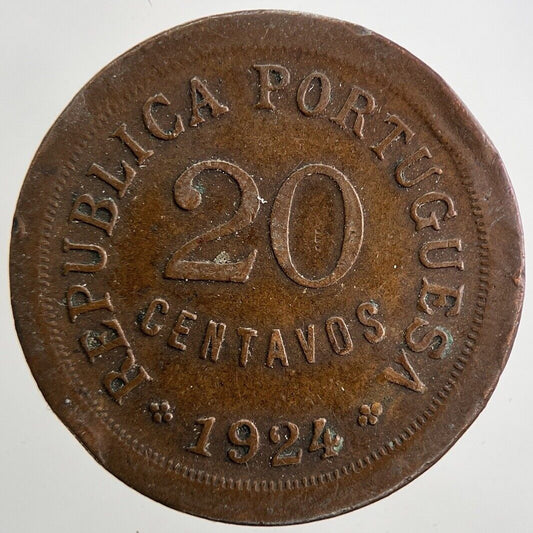 REPUBLICA PORTUGUESA
20
CENTAVOS
1924